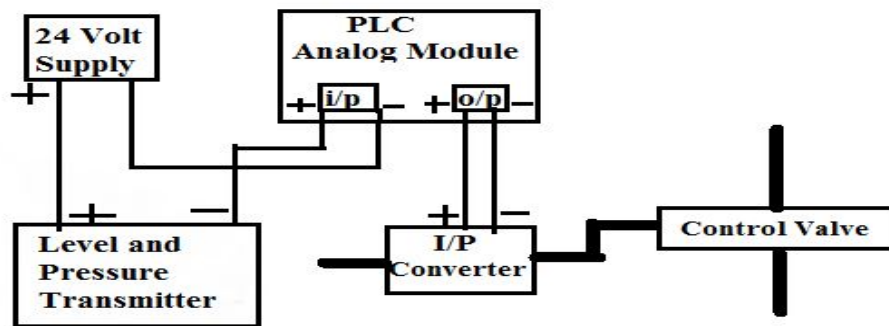 24 Volt
Supply
+
PLC
Analog Module
+ i/p - + o/p -
+ -
Level and
Pressure
Transmitter
+ -
I/P
Converter
Control Valve